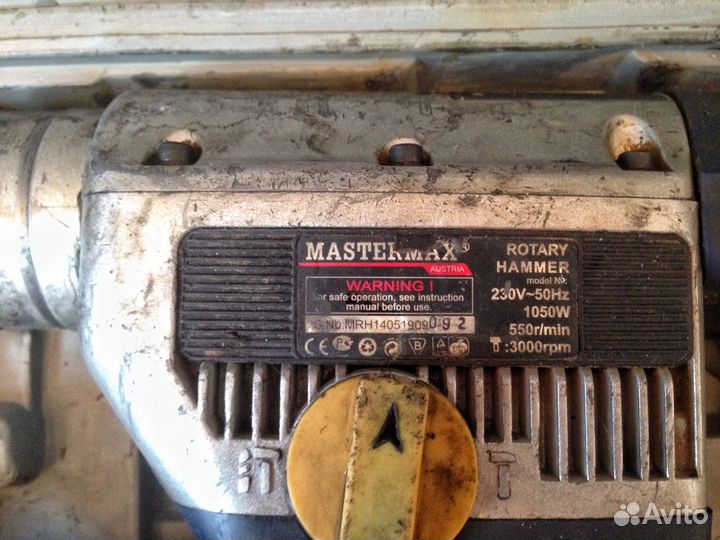 MASTERMAX®
AUSTRIA
WARNING !
For safe operation, see instruction
manual before use.
S.No.MRH14051909092
ROTARY
HAMMER
model No.
230V~50Hz
1050W
550r/min
:3000rpm
Avito